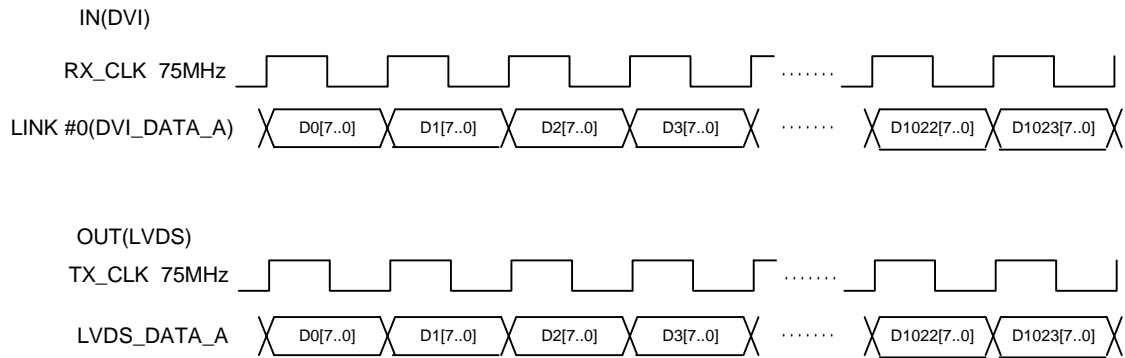 IN(DVI)
RX_CLK 75MHz .......
LINK #0(DVI_DATA_A) D0[7..0] D1[7..0] D2[7..0] D3[7..0] ....... D1022[7..0] D1023[7..0]
OUT(LVDS)
TX_CLK 75MHz .......
LVDS_DATA_A D0[7..0] D1[7..0] D2[7..0] D3[7..0] ....... D1022[7..0] D1023[7..0]